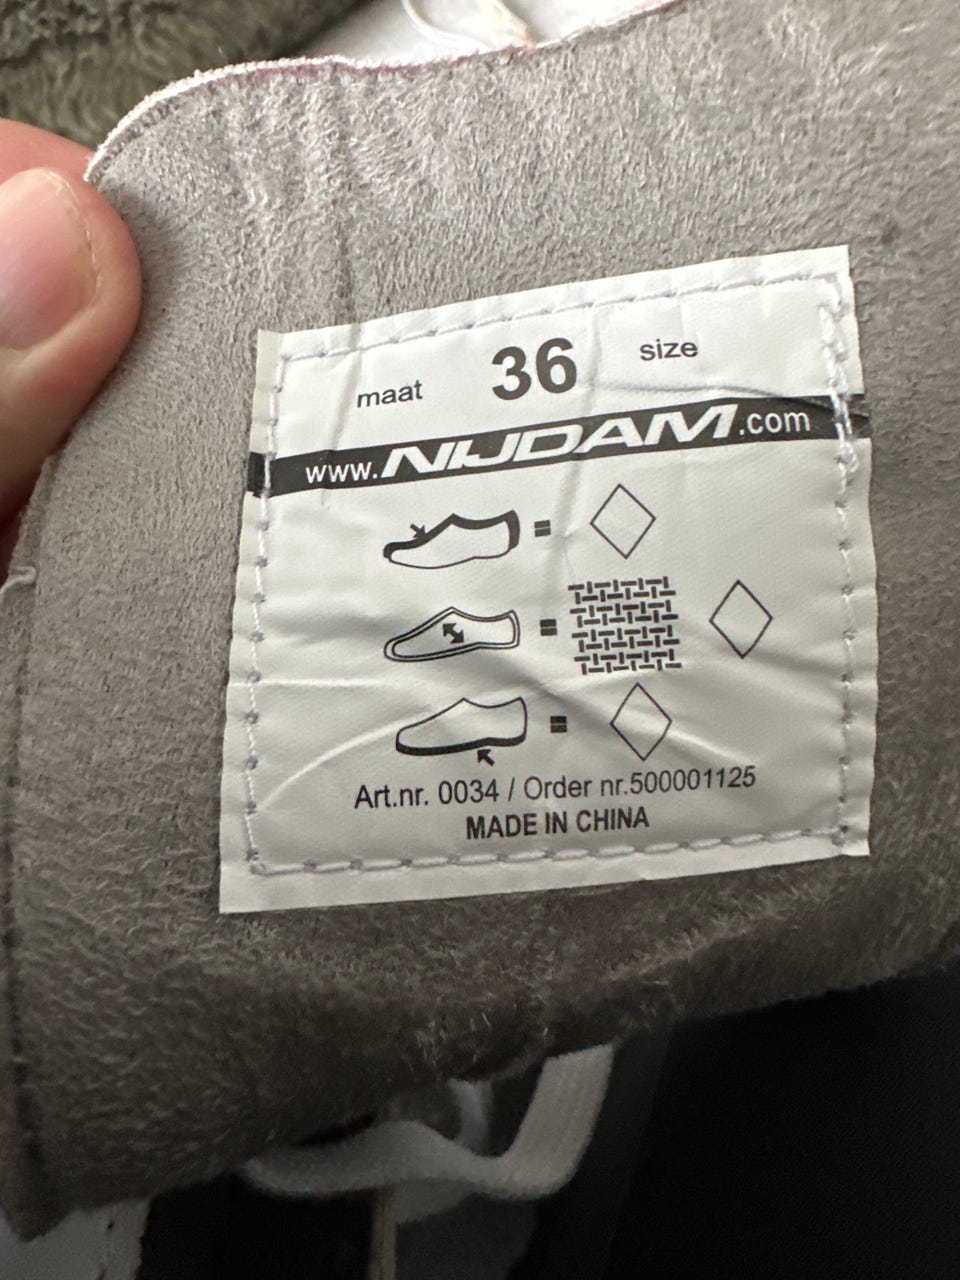 maat 36 size
www.NIJDAM.com
=
=
=
Art.nr. 0034 / Order nr.500001125
MADE IN CHINA